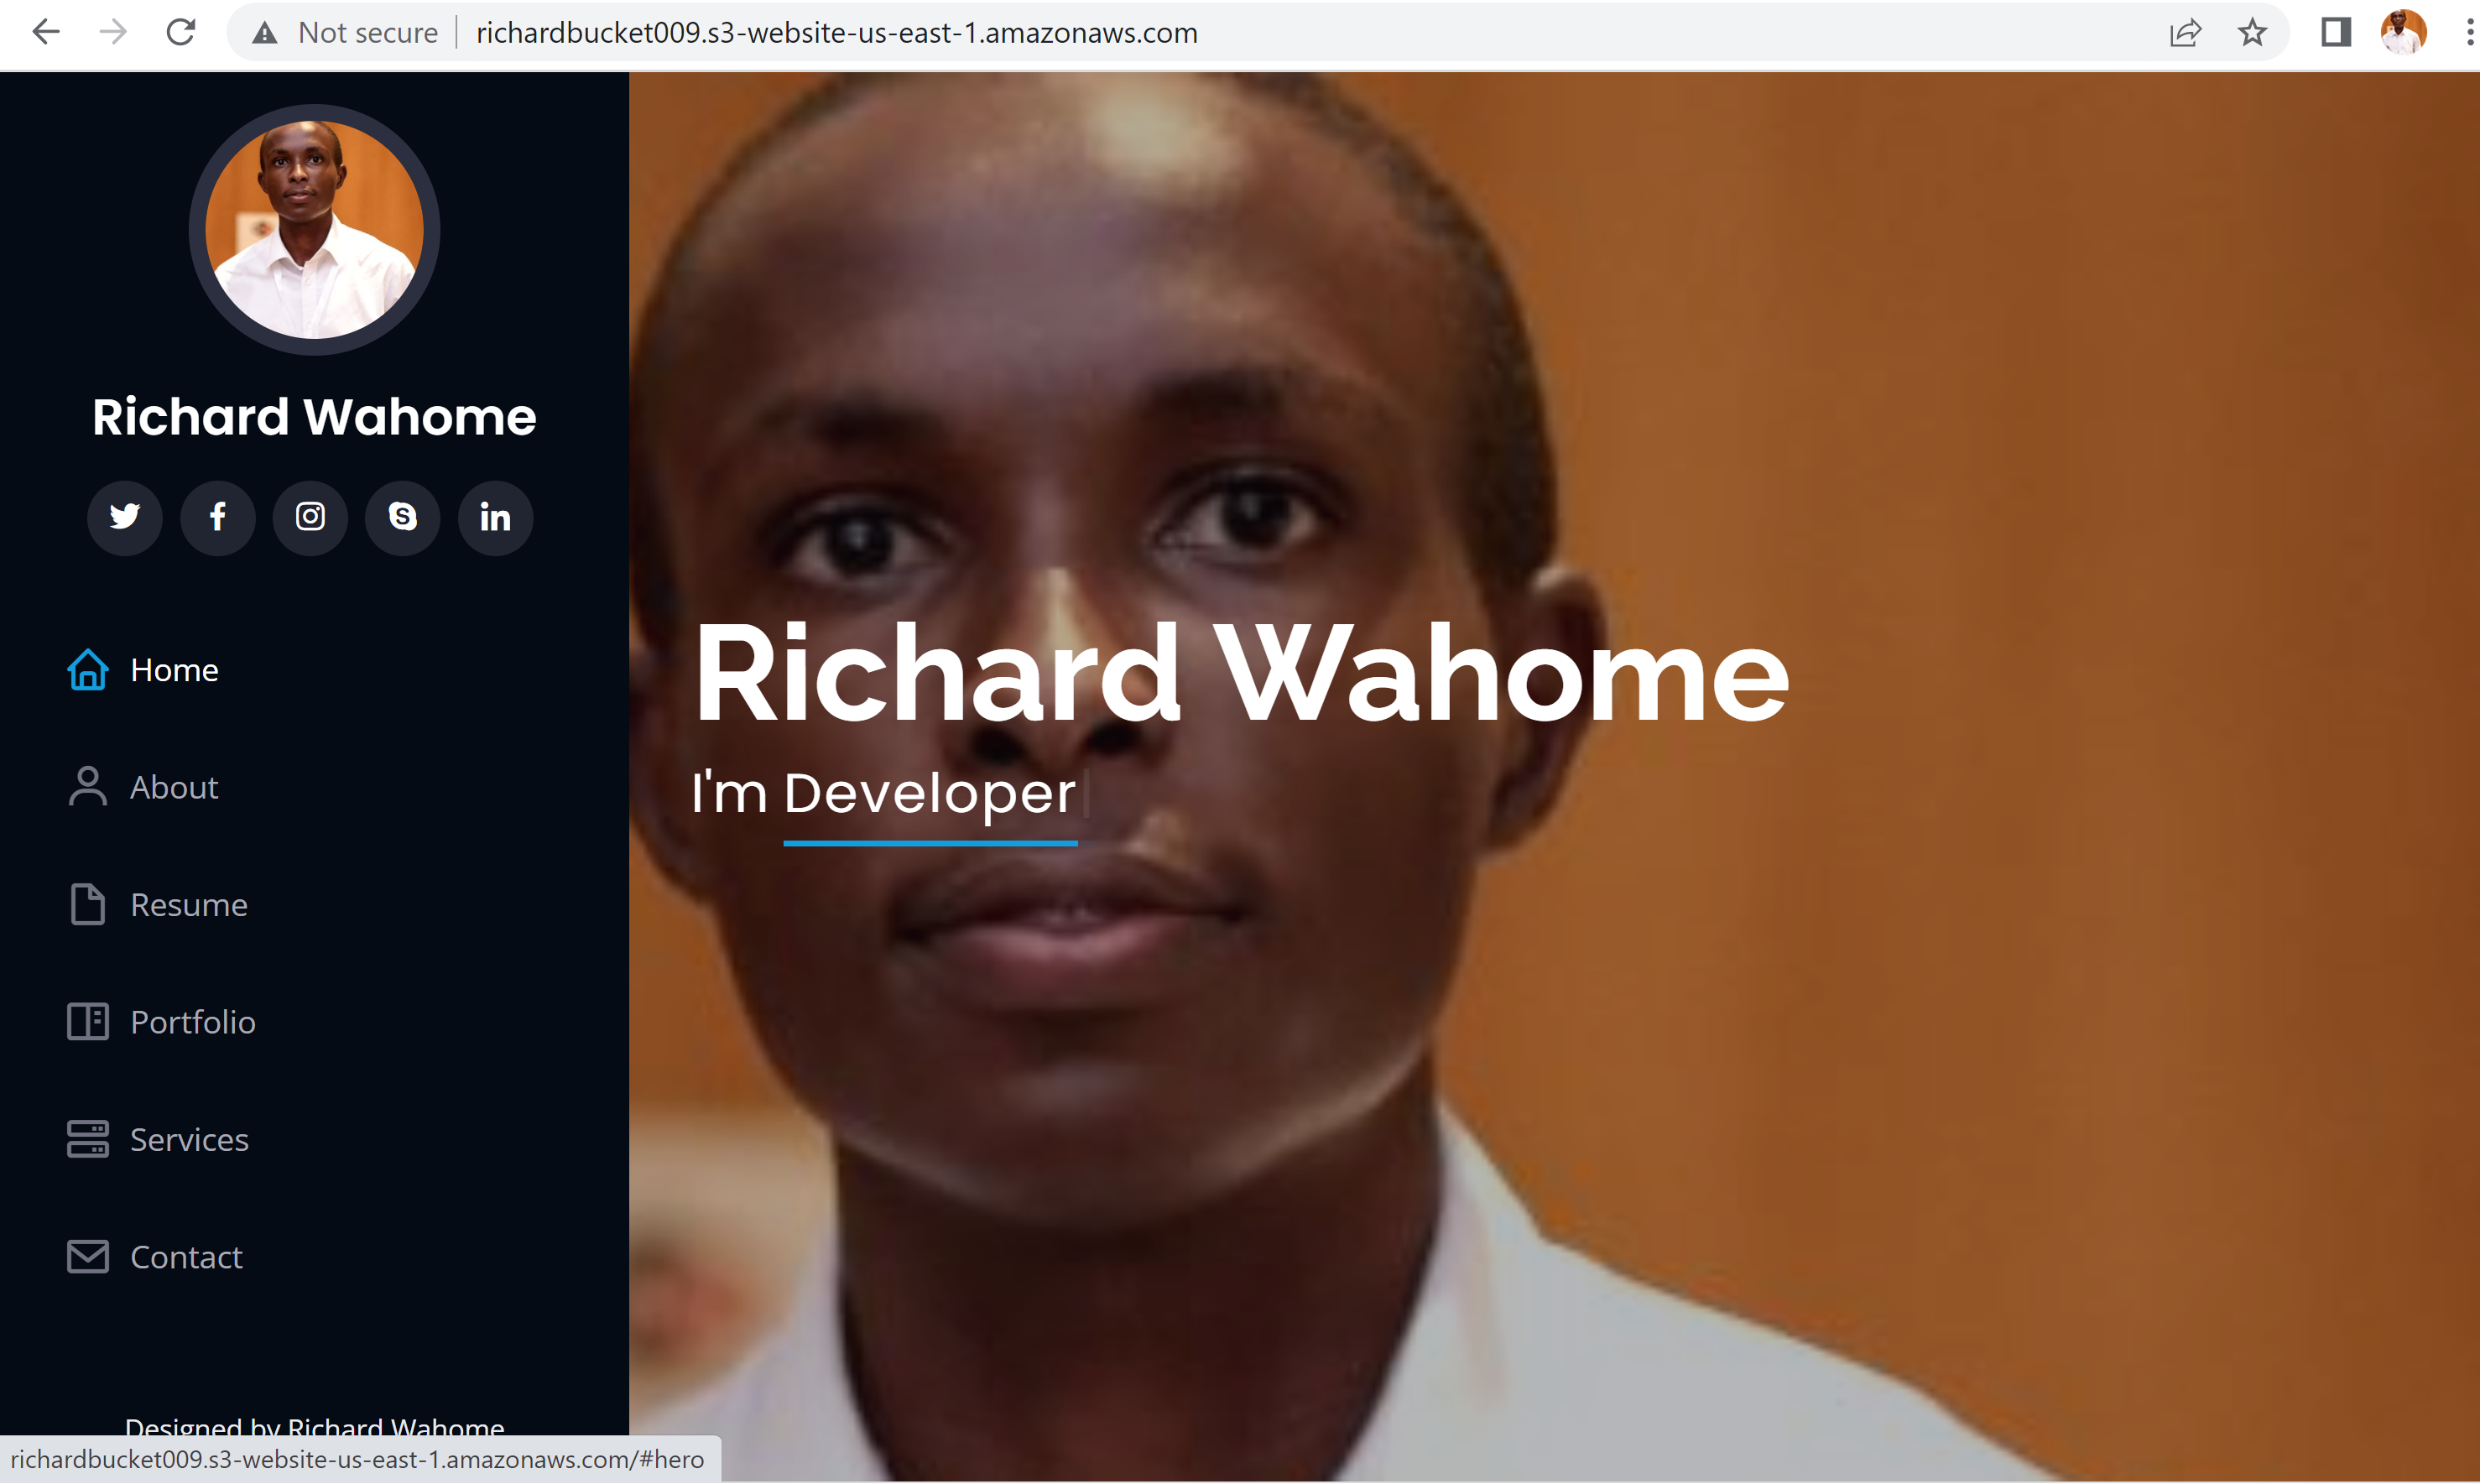 Not secure richardbucket009.s3-website-us-east-1.amazonaws.com
Richard Wahome
Home
About
Resume
Portfolio
Services
Contact
Designed by Richard Wahome
Richard Wahome
I'm Developer
richardbucket009.s3-website-us-east-1.amazonaws.com/#hero